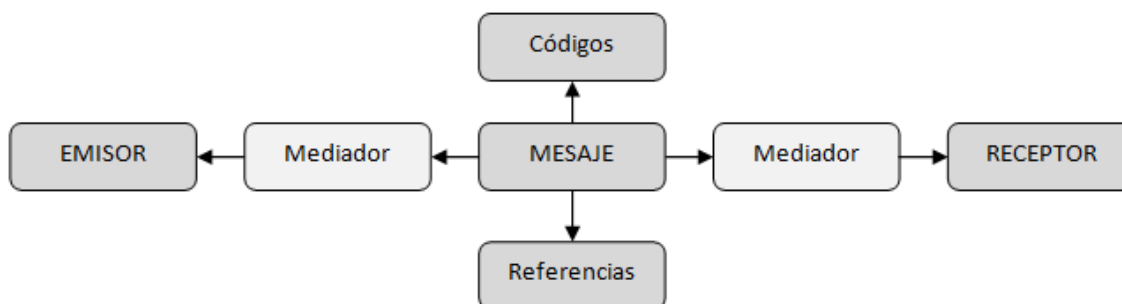 Códigos
EMISOR
Mediador
MESAJE
Mediador
RECEPTOR
Referencias